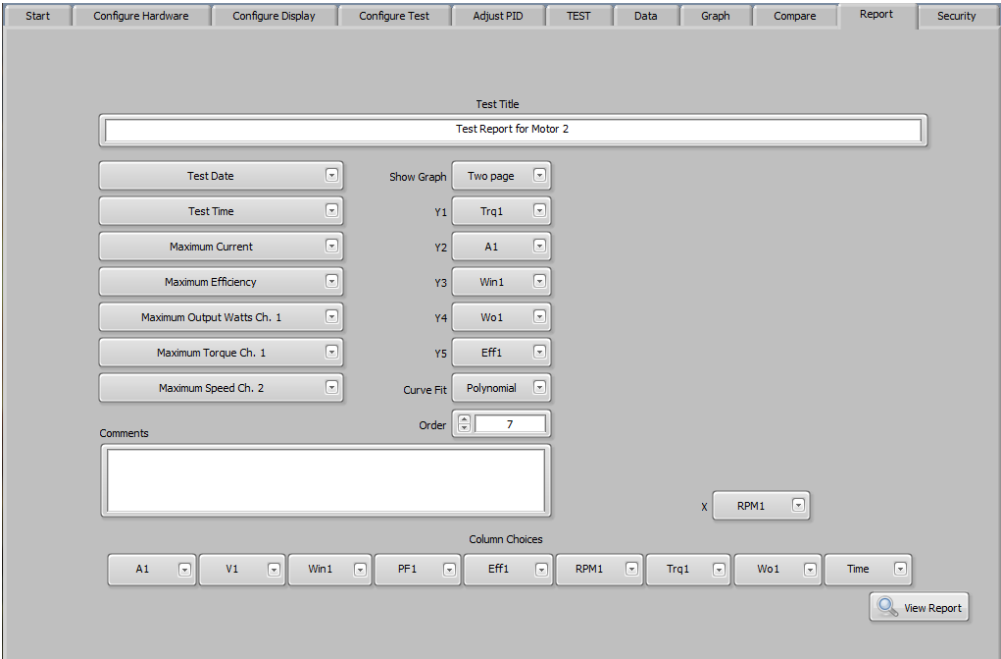 Start Configure Hardware Configure Display Configure Test Adjust PID TEST Data Graph Compare Report Security
Test Title
Test Report for Motor 2
Test Date Show Graph Two page
Test Time Y1 Trq1
Maximum Current Y2 A1
Maximum Efficiency Y3 Win1
Maximum Output Watts Ch. 1 Y4 Wo1
Maximum Torque Ch. 1 Y5 Eff1
Maximum Speed Ch. 2 Curve Fit Polynomial
Order 7
Comments
X RPM1
Column Choices
A1 V1 Win1 PF1 Eff1 RPM1 Trq1 Wo1 Time
View Report